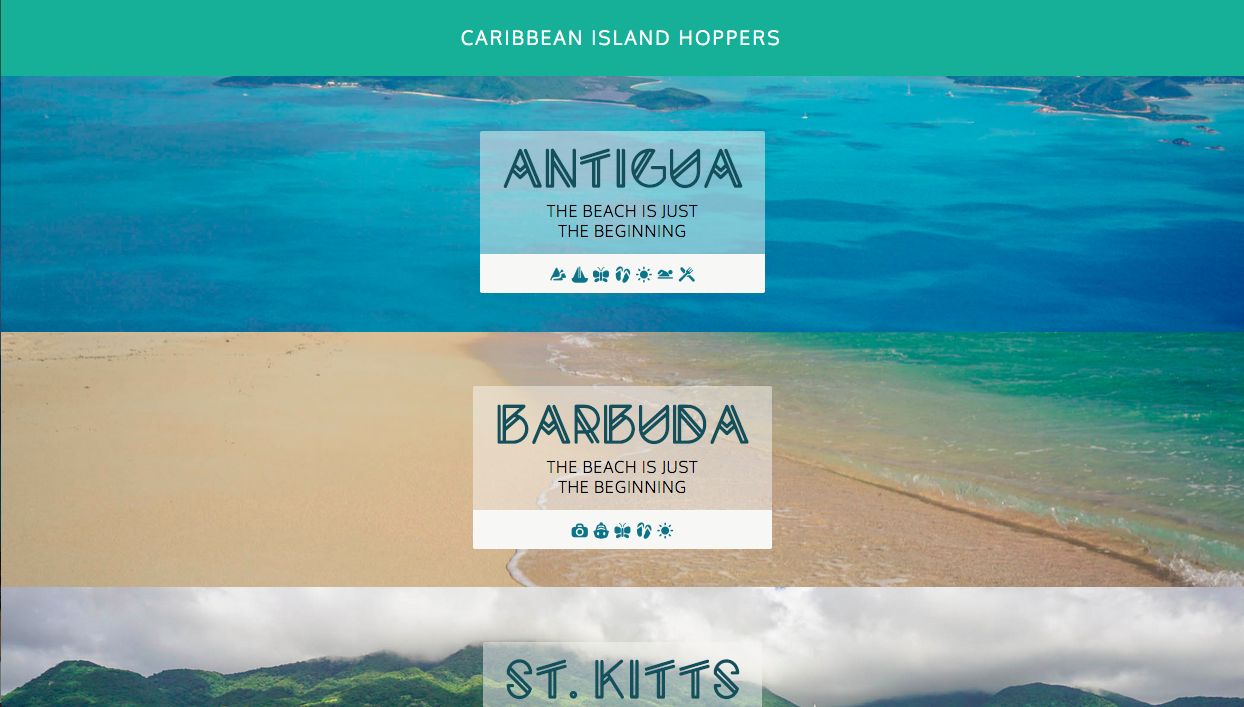 CARIBBEAN ISLAND HOPPERS
ANTIGUA
THE BEACH IS JUST
THE BEGINNING
BARBUDA
THE BEACH IS JUST
THE BEGINNING
ST. KITTS